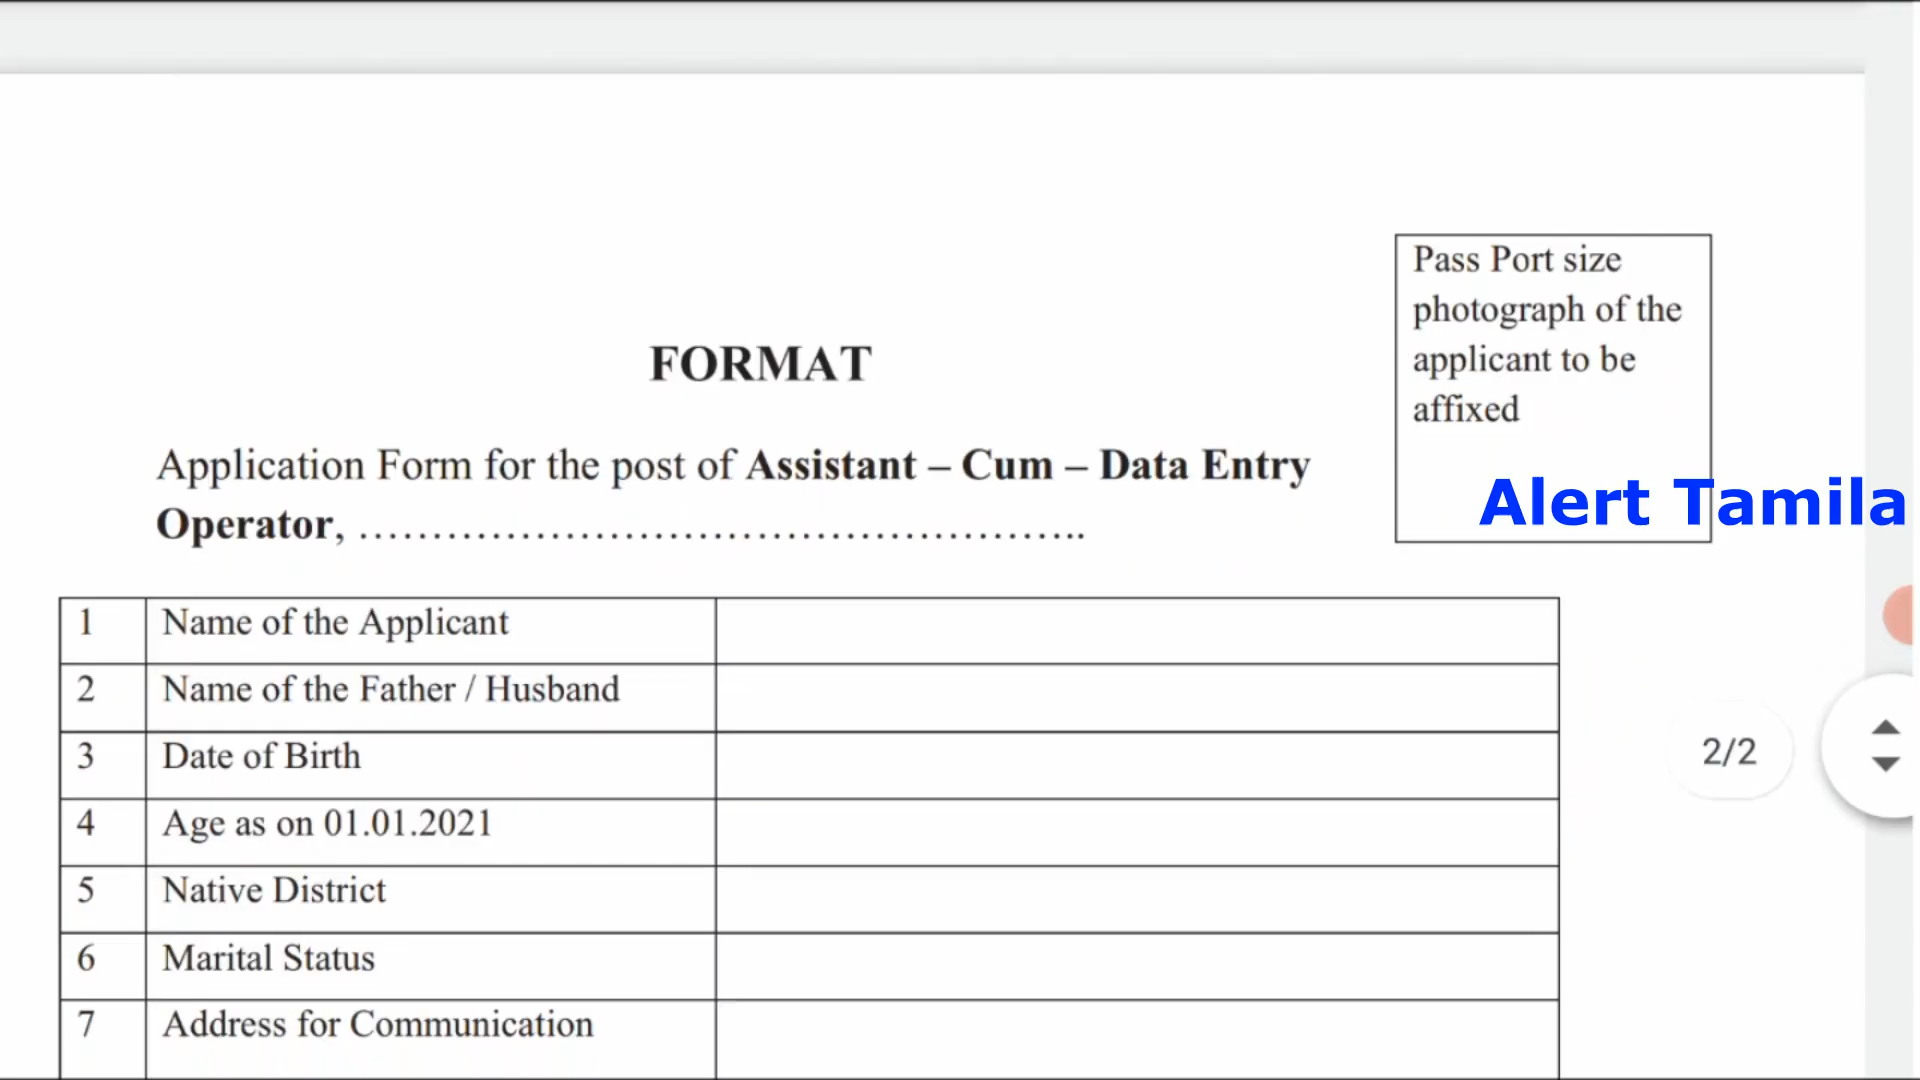 Pass Port size
photograph of the
applicant to be
affixed
FORMAT
Application Form for the post of Assistant – Cum – Data Entry
Operator, ……………………………………………..
Alert Tamila
1 Name of the Applicant
2 Name of the Father / Husband
3 Date of Birth
4 Age as on 01.01.2021
5 Native District
6 Marital Status
7 Address for Communication
2/2